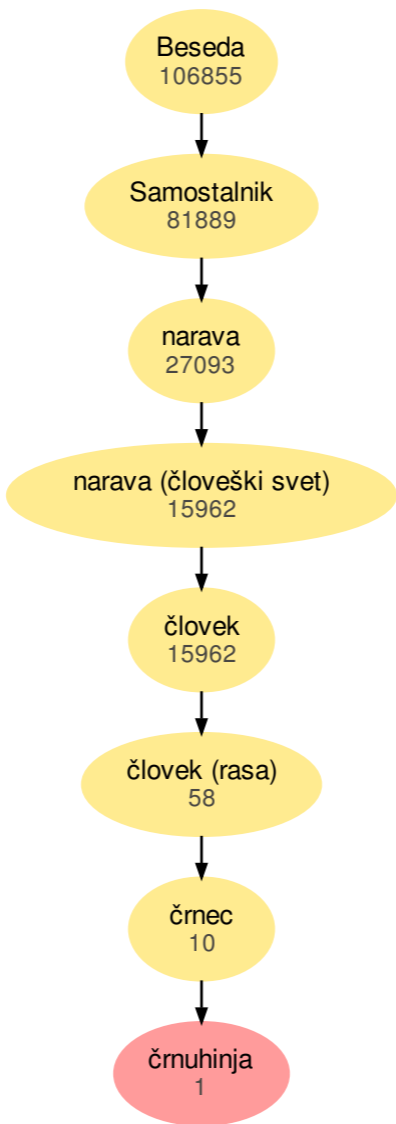 Beseda
106855
Samostalnik
81889
narava
27093
narava (človeški svet)
15962
človek
15962
človek (rasa)
58
črnec
10
črnuhinja
1